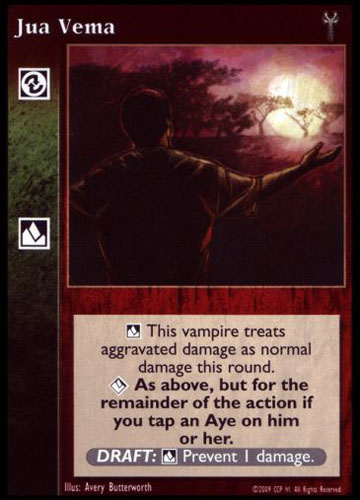 Jua Vema
This vampire treats
aggravated damage as normal
damage this round.
As above, but for the
remainder of the action if
you tap an Aye on him
or her.
DRAFT: Prevent 1 damage.
Illus: Avery Butterworth
©2009 CCP hf. All Rights Reserved.